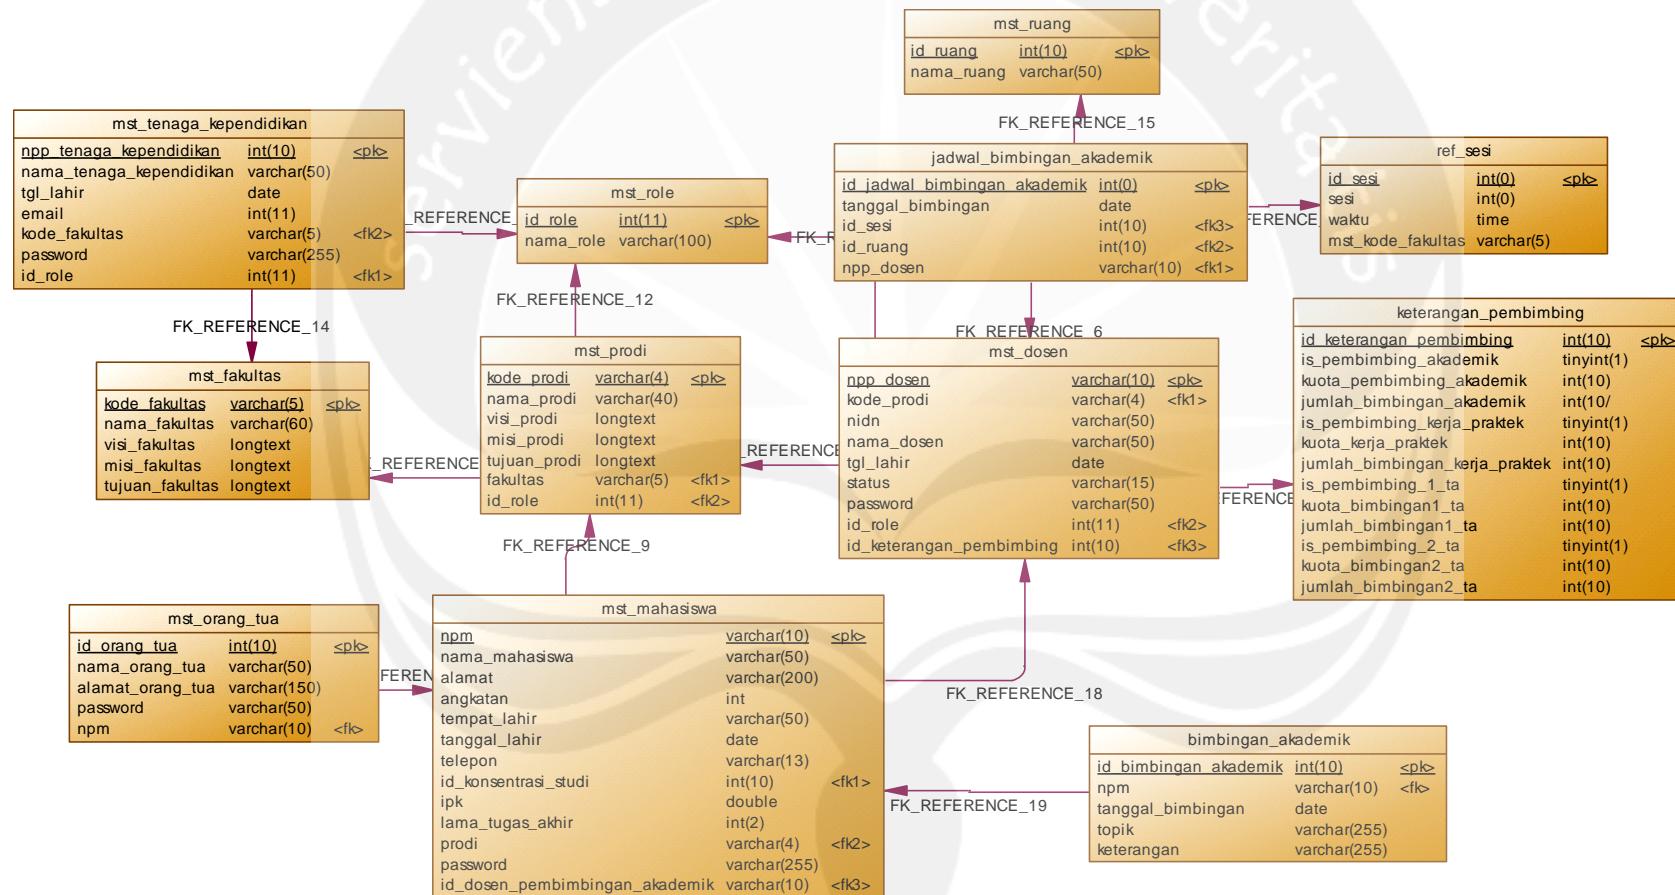 serviens
veritatis
mst_ruang
id_ruang int(10) <pk>
nama_ruang varchar(50)
FK_REFERENCE_15
mst_tenaga_kependidikan
npp_tenaga_kependidikan int(10) <pk>
nama_tenaga_kependidikan varchar(50)
tgl_lahir date
email int(11)
kode_fakultas varchar(5) <fk2>
password varchar(255)
id_role int(11) <fk1>
_REFERENCE_
mst_role
id_role int(11) <pk>
nama_role varchar(100)
FK_R
jadwal_bimbingan_akademik
id_jadwal_bimbingan_akademik int(0) <pk>
tanggal_bimbingan date
id_sesi int(10) <fk3>
id_ruang int(10) <fk2>
npp_dosen varchar(10) <fk1>
ERENCE_
ref_sesi
id_sesi int(0) <pk>
sesi int(0)
waktu time
mst_kode_fakultas varchar(5)
FK_REFERENCE_14
FK_REFERENCE_12
FK_REFERENCE_6
mst_fakultas
kode_fakultas varchar(5) <pk>
nama_fakultas varchar(60)
visi_fakultas longtext
misi_fakultas longtext
tujuan_fakultas longtext
_REFERENCE
mst_prodi
kode_prodi varchar(4) <pk>
nama_prodi varchar(40)
visi_prodi longtext
misi_prodi longtext
tujuan_prodi longtext
fakultas varchar(5) <fk1>
id_role int(11) <fk2>
_REFERENCE
mst_dosen
npp_dosen varchar(10) <pk>
kode_prodi varchar(4) <fk1>
nidn varchar(50)
nama_dosen varchar(50)
tgl_lahir date
status varchar(15)
password varchar(50)
id_role int(11) <fk2>
id_keterangan_pembimbing int(10) <fk3>
FERENCE
keterangan_pembimbing
id_keterangan_pembimbing int(10) <pk>
is_pembimbing_akademik tinyint(1)
kuota_pembimbing_akademik int(10)
jumlah_bimbingan_akademik int(10/
is_pembimbing_kerja_praktek tinyint(1)
kuota_kerja_praktek int(10)
jumlah_bimbingan_kerja_praktek int(10)
is_pembimbing_1_ta tinyint(1)
kuota_bimbingan1_ta int(10)
jumlah_bimbingan1_ta int(10)
is_pembimbing_2_ta tinyint(1)
kuota_bimbingan2_ta int(10)
jumlah_bimbingan2_ta int(10)
FK_REFERENCE_9
mst_orang_tua
id_orang_tua int(10) <pk>
nama_orang_tua varchar(50)
alamat_orang_tua varchar(150)
password varchar(50)
npm varchar(10) <fk>
FEREN
mst_mahasiswa
npm varchar(10) <pk>
nama_mahasiswa varchar(50)
alamat varchar(200)
angkatan int
tempat_lahir varchar(50)
tanggal_lahir date
telepon varchar(13)
id_konsentrasi_studi int(10) <fk1>
ipk double
lama_tugas_akhir int(2)
prodi varchar(4) <fk2>
password varchar(255)
id_dosen_pembimbingan_akademik varchar(10) <fk3>
FK_REFERENCE_18
FK_REFERENCE_19
bimbingan_akademik
id_bimbingan_akademik int(10) <pk>
npm varchar(10) <fk>
tanggal_bimbingan date
topik varchar(255)
keterangan varchar(255)